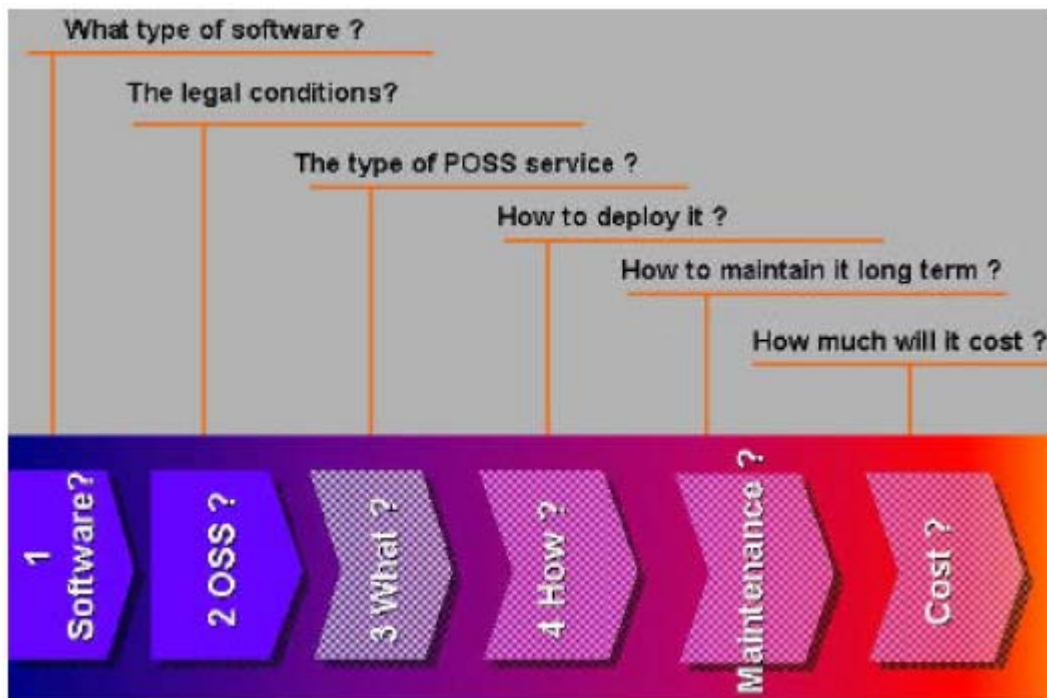 What type of software ?
The legal conditions?
The type of POSS service ?
How to deploy it ?
How to maintain it long term ?
How much will it cost ?
1
Software?
2 OSS ?
3 What ?
4 How ?
Maintenance ?
Cost ?